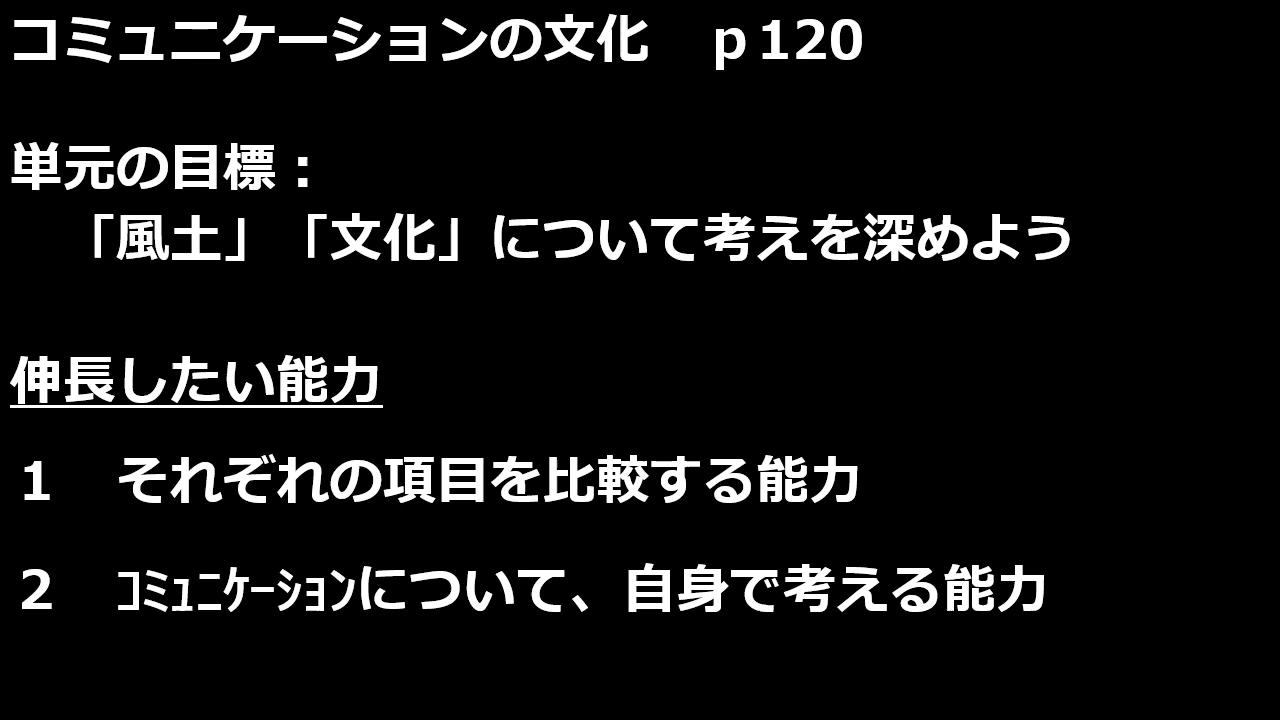 コミュニケーションの文化　ｐ120
単元の目標：
「風土」「文化」について考えを深めよう
伸長したい能力
１　それぞれの項目を比較する能力
２　ｺﾐｭﾆｹｰｼｮﾝについて、自身で考える能力